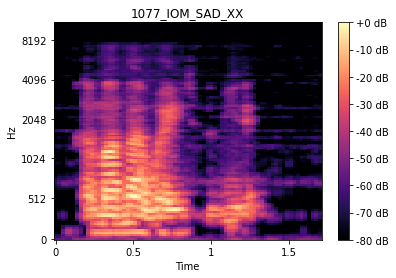 1077_IOM_SAD_XX
+0 dB
8192
-10 dB
4096
-20 dB
-30 dB
2048
Hz
-40 dB
1024
-50 dB
512
-60 dB
-70 dB
0
-80 dB
0
0.5
1
1.5
Time